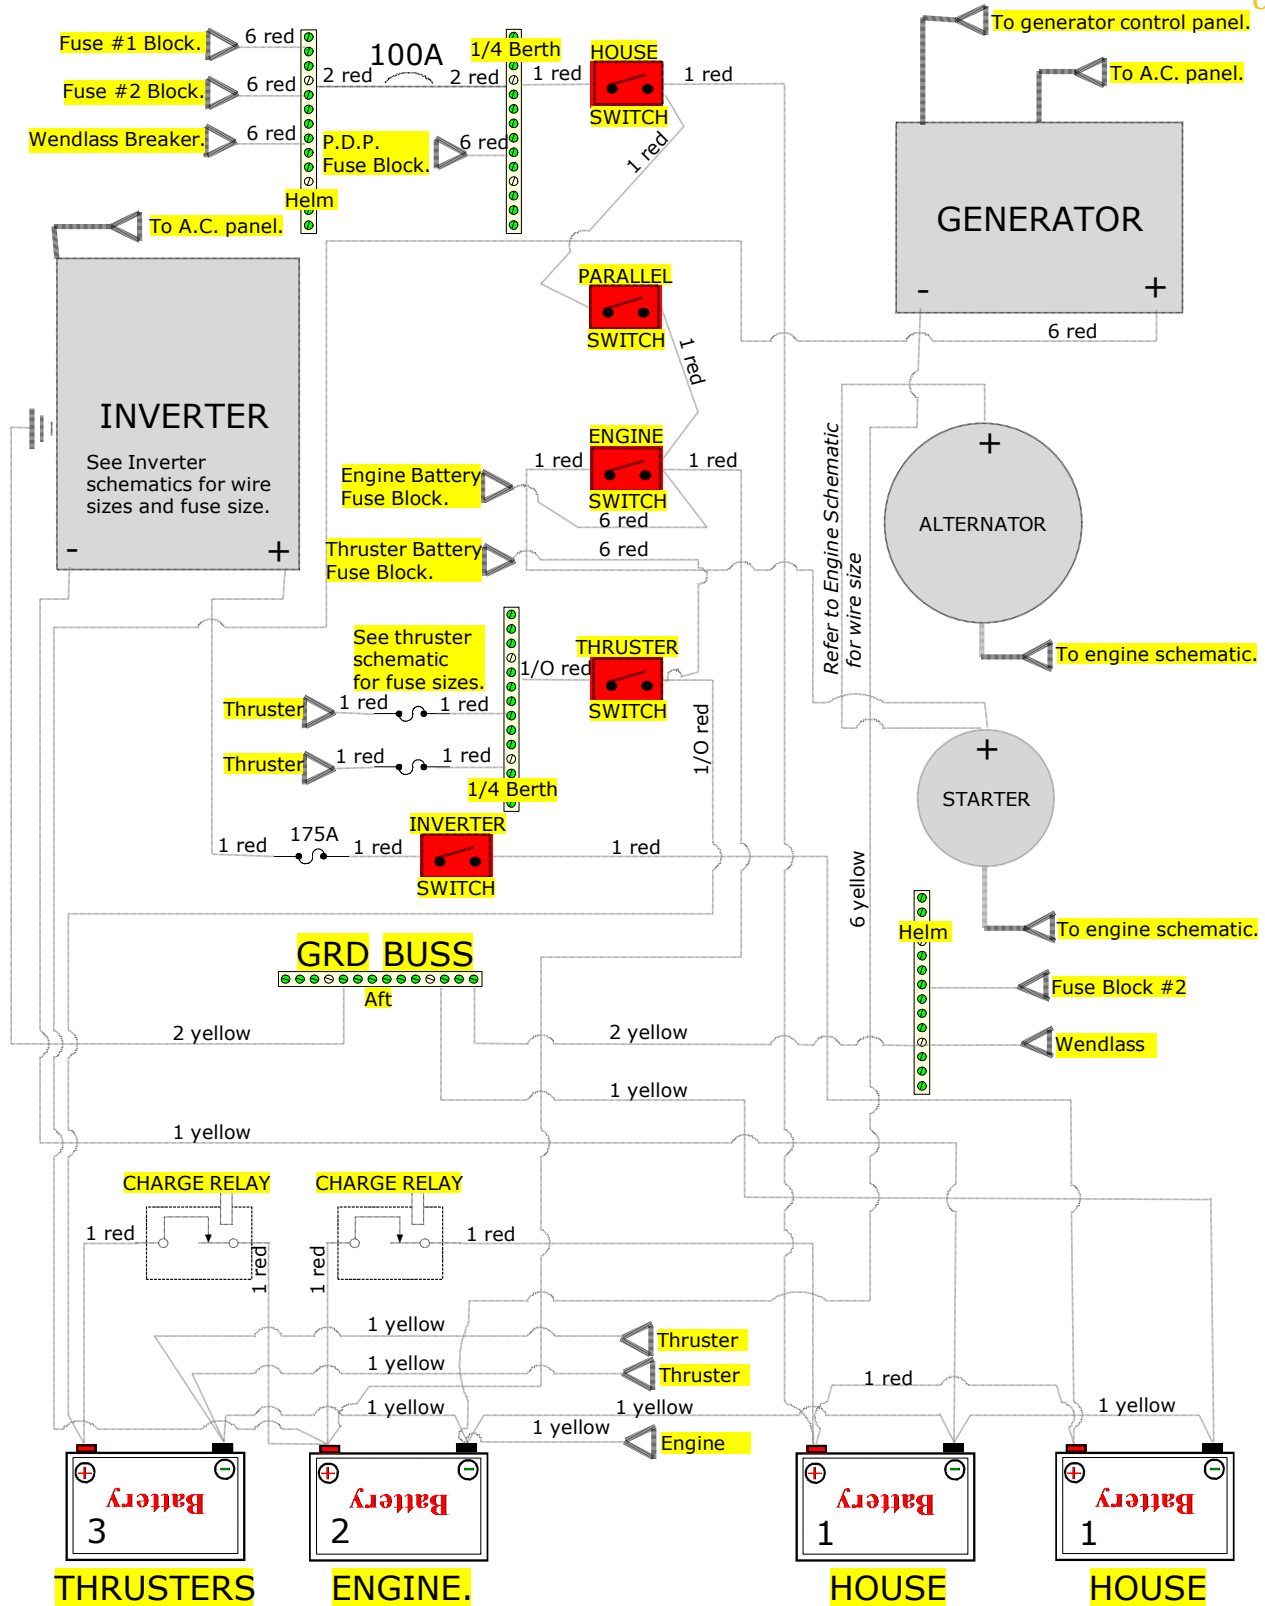 To generator control panel.
Fuse #1 Block.
6 red
100A
1/4 Berth
HOUSE
2 red
2 red
1 red
1 red
To A.C. panel.
Fuse #2 Block.
6 red
SWITCH
Wendlass Breaker.
6 red
P.D.P.
Fuse Block.
6 red
1 red
Helm
To A.C. panel.
GENERATOR
- +
PARALLEL
SWITCH
6 red
1 red
INVERTER
See Inverter
schematics for wire
sizes and fuse size.
- +
ENGINE
1 red
1 red
SWITCH
Engine Battery
Fuse Block.
6 red
Thruster Battery
Fuse Block.
6 red
+
ALTERNATOR
Refer to Engine Schematic
for wire size
To engine schematic.
See thruster
schematic
for fuse sizes.
THRUSTER
1/O red
SWITCH
Thruster
1 red
1 red
1/O red
Thruster
1 red
1 red
1/4 Berth
+
STARTER
INVERTER
1 red
175A
1 red
1 red
SWITCH
6 yellow
Helm
To engine schematic.
GRD BUSS
Aft
Fuse Block #2
2 yellow
2 yellow
Wendlass
1 yellow
1 yellow
CHARGE RELAY
CHARGE RELAY
1 red
1 red
1 red
1 red
1 yellow
Thruster
1 yellow
Thruster
1 red
1 yellow
1 yellow
1 yellow
1 yellow
Engine
+ -
Battery
3
+ -
Battery
2
+ -
Battery
1
+ -
Battery
1
THRUSTERS
ENGINE.
HOUSE
HOUSE